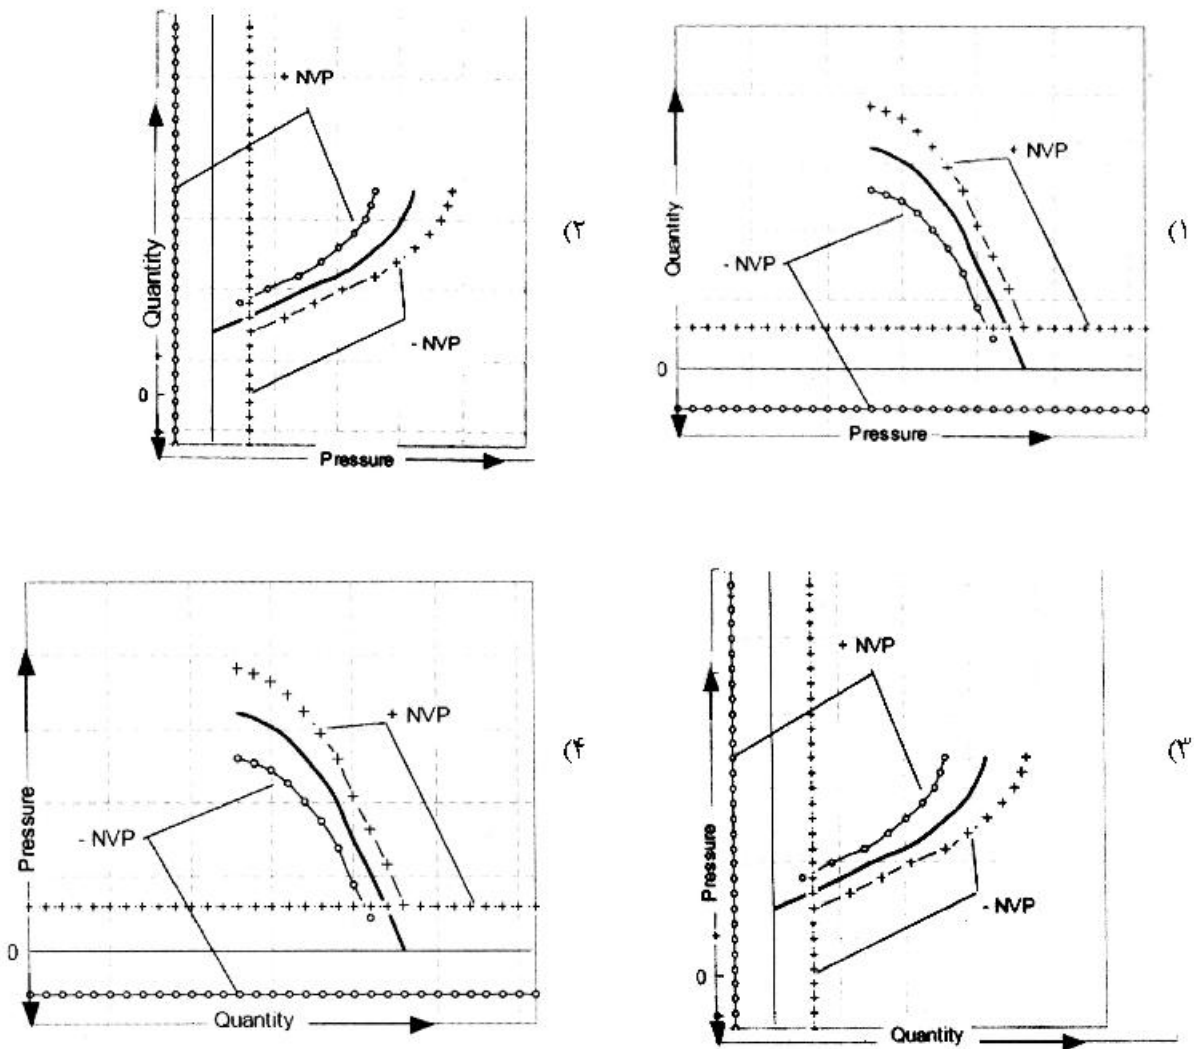 (۱
Quantity
+ NVP
- NVP
0
Pressure
(۲
+ NVP
Quantity
- NVP
0
Pressure
(۳
+ NVP
Pressure
- NVP
0
Quantity
(۴
+ NVP
Pressure
- NVP
0
Quantity